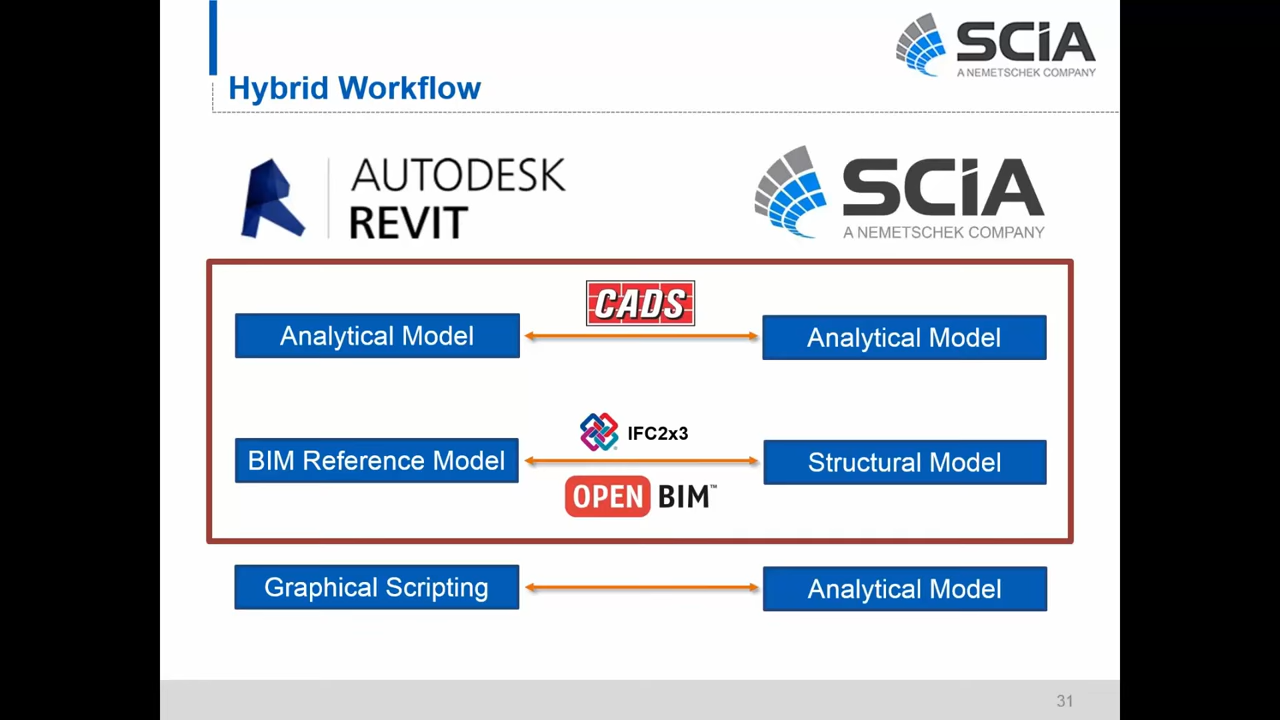 SCiA
A NEMETSCHEK COMPANY
Hybrid Workflow
AUTODESK
REVIT
SCiA
A NEMETSCHEK COMPANY
CADS
Analytical Model
Analytical Model
IFC2x3
BIM Reference Model
Structural Model
OPEN BIM™
Graphical Scripting
Analytical Model
31